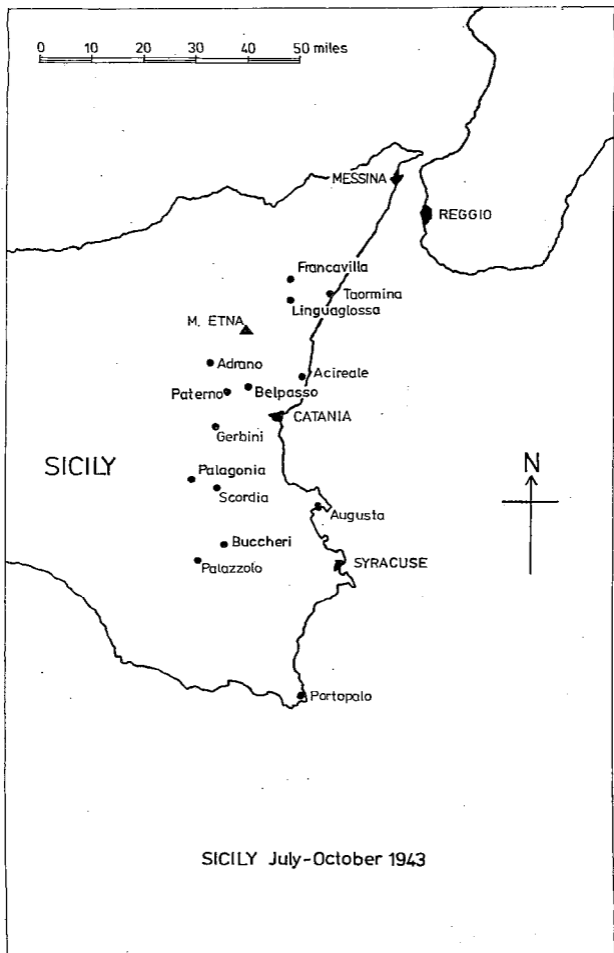 0 10 20 30 40 50 miles
MESSINA
REGGIO
Francavilla
Taormina
Linguaglossa
M. ETNA
Adrano
Acireale
Belpasso
Paterno
CATANIA
Gerbini
SICILY
N
Palagonia
Scordia
Augusta
Buccheri
Palazzolo
SYRACUSE
Portopalo
SICILY July-October 1943